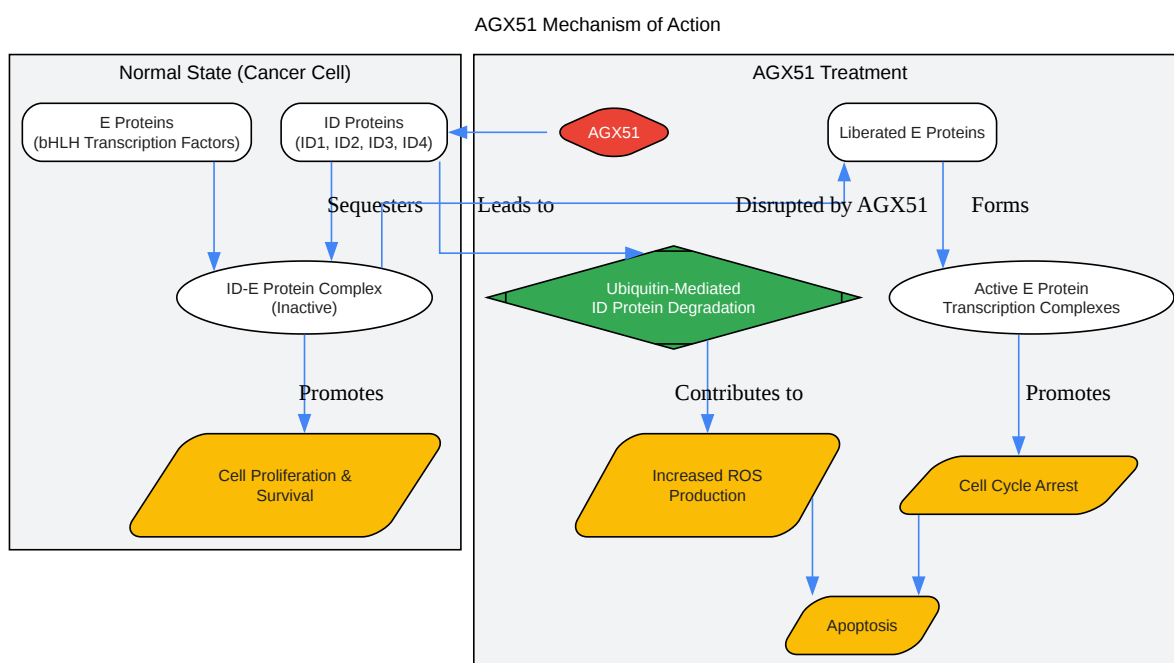 AGX51 Mechanism of Action
Normal State (Cancer Cell)
AGX51 Treatment
E Proteins
(bHLH Transcription Factors)
ID Proteins
(ID1, ID2, ID3, ID4)
AGX51
Liberated E Proteins
Sequesters
Leads to
Disrupted by AGX51
Forms
ID-E Protein Complex
(Inactive)
Ubiquitin-Mediated
ID Protein Degradation
Active E Protein
Transcription Complexes
Promotes
Contributes to
Promotes
Cell Proliferation &
Survival
Increased ROS
Production
Cell Cycle Arrest
Apoptosis